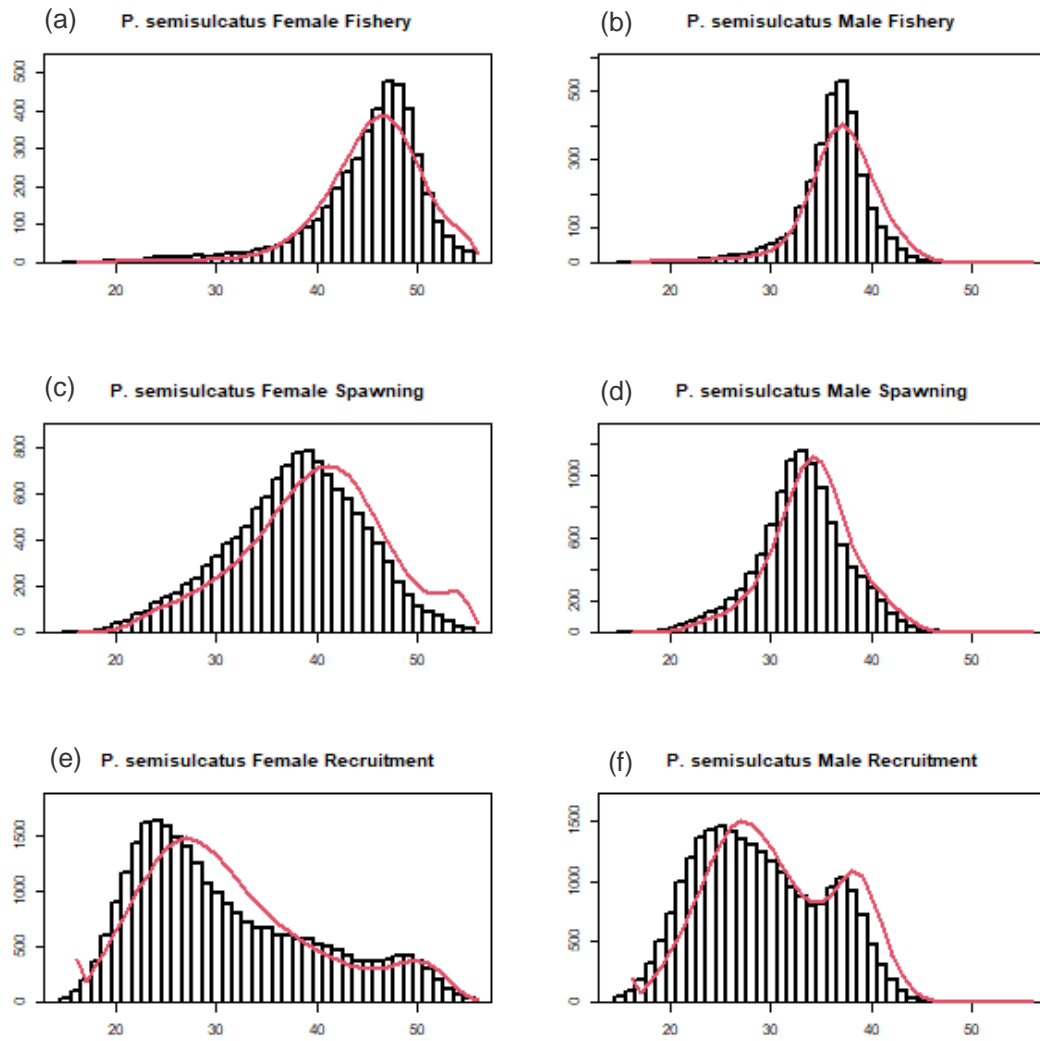 (a) P. semisulcatus Female Fishery
(b) P. semisulcatus Male Fishery
500
400
300
200
100
0
20 30 40 50
500
300
100
0
20 30 40 50
(c) P. semisulcatus Female Spawning
(d) P. semisulcatus Male Spawning
800
600
400
200
0
20 30 40 50
1000
600
200
0
20 30 40 50
(e) P. semisulcatus Female Recruitment
(f) P. semisulcatus Male Recruitment
1500
1000
500
0
20 30 40 50
1500
1000
500
0
20 30 40 50